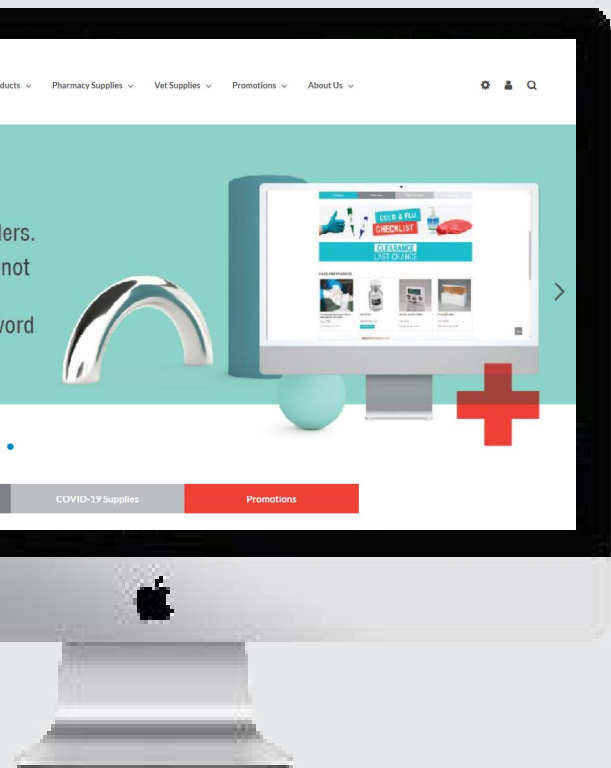 ducts
Pharmacy Supplies
Vet Supplies
Promotions
About Us
lers.
not
word
COLD & FLU
CHECKLIST
CLEARANCE
LAST CHANCE
COVID-19 Supplies
Promotions